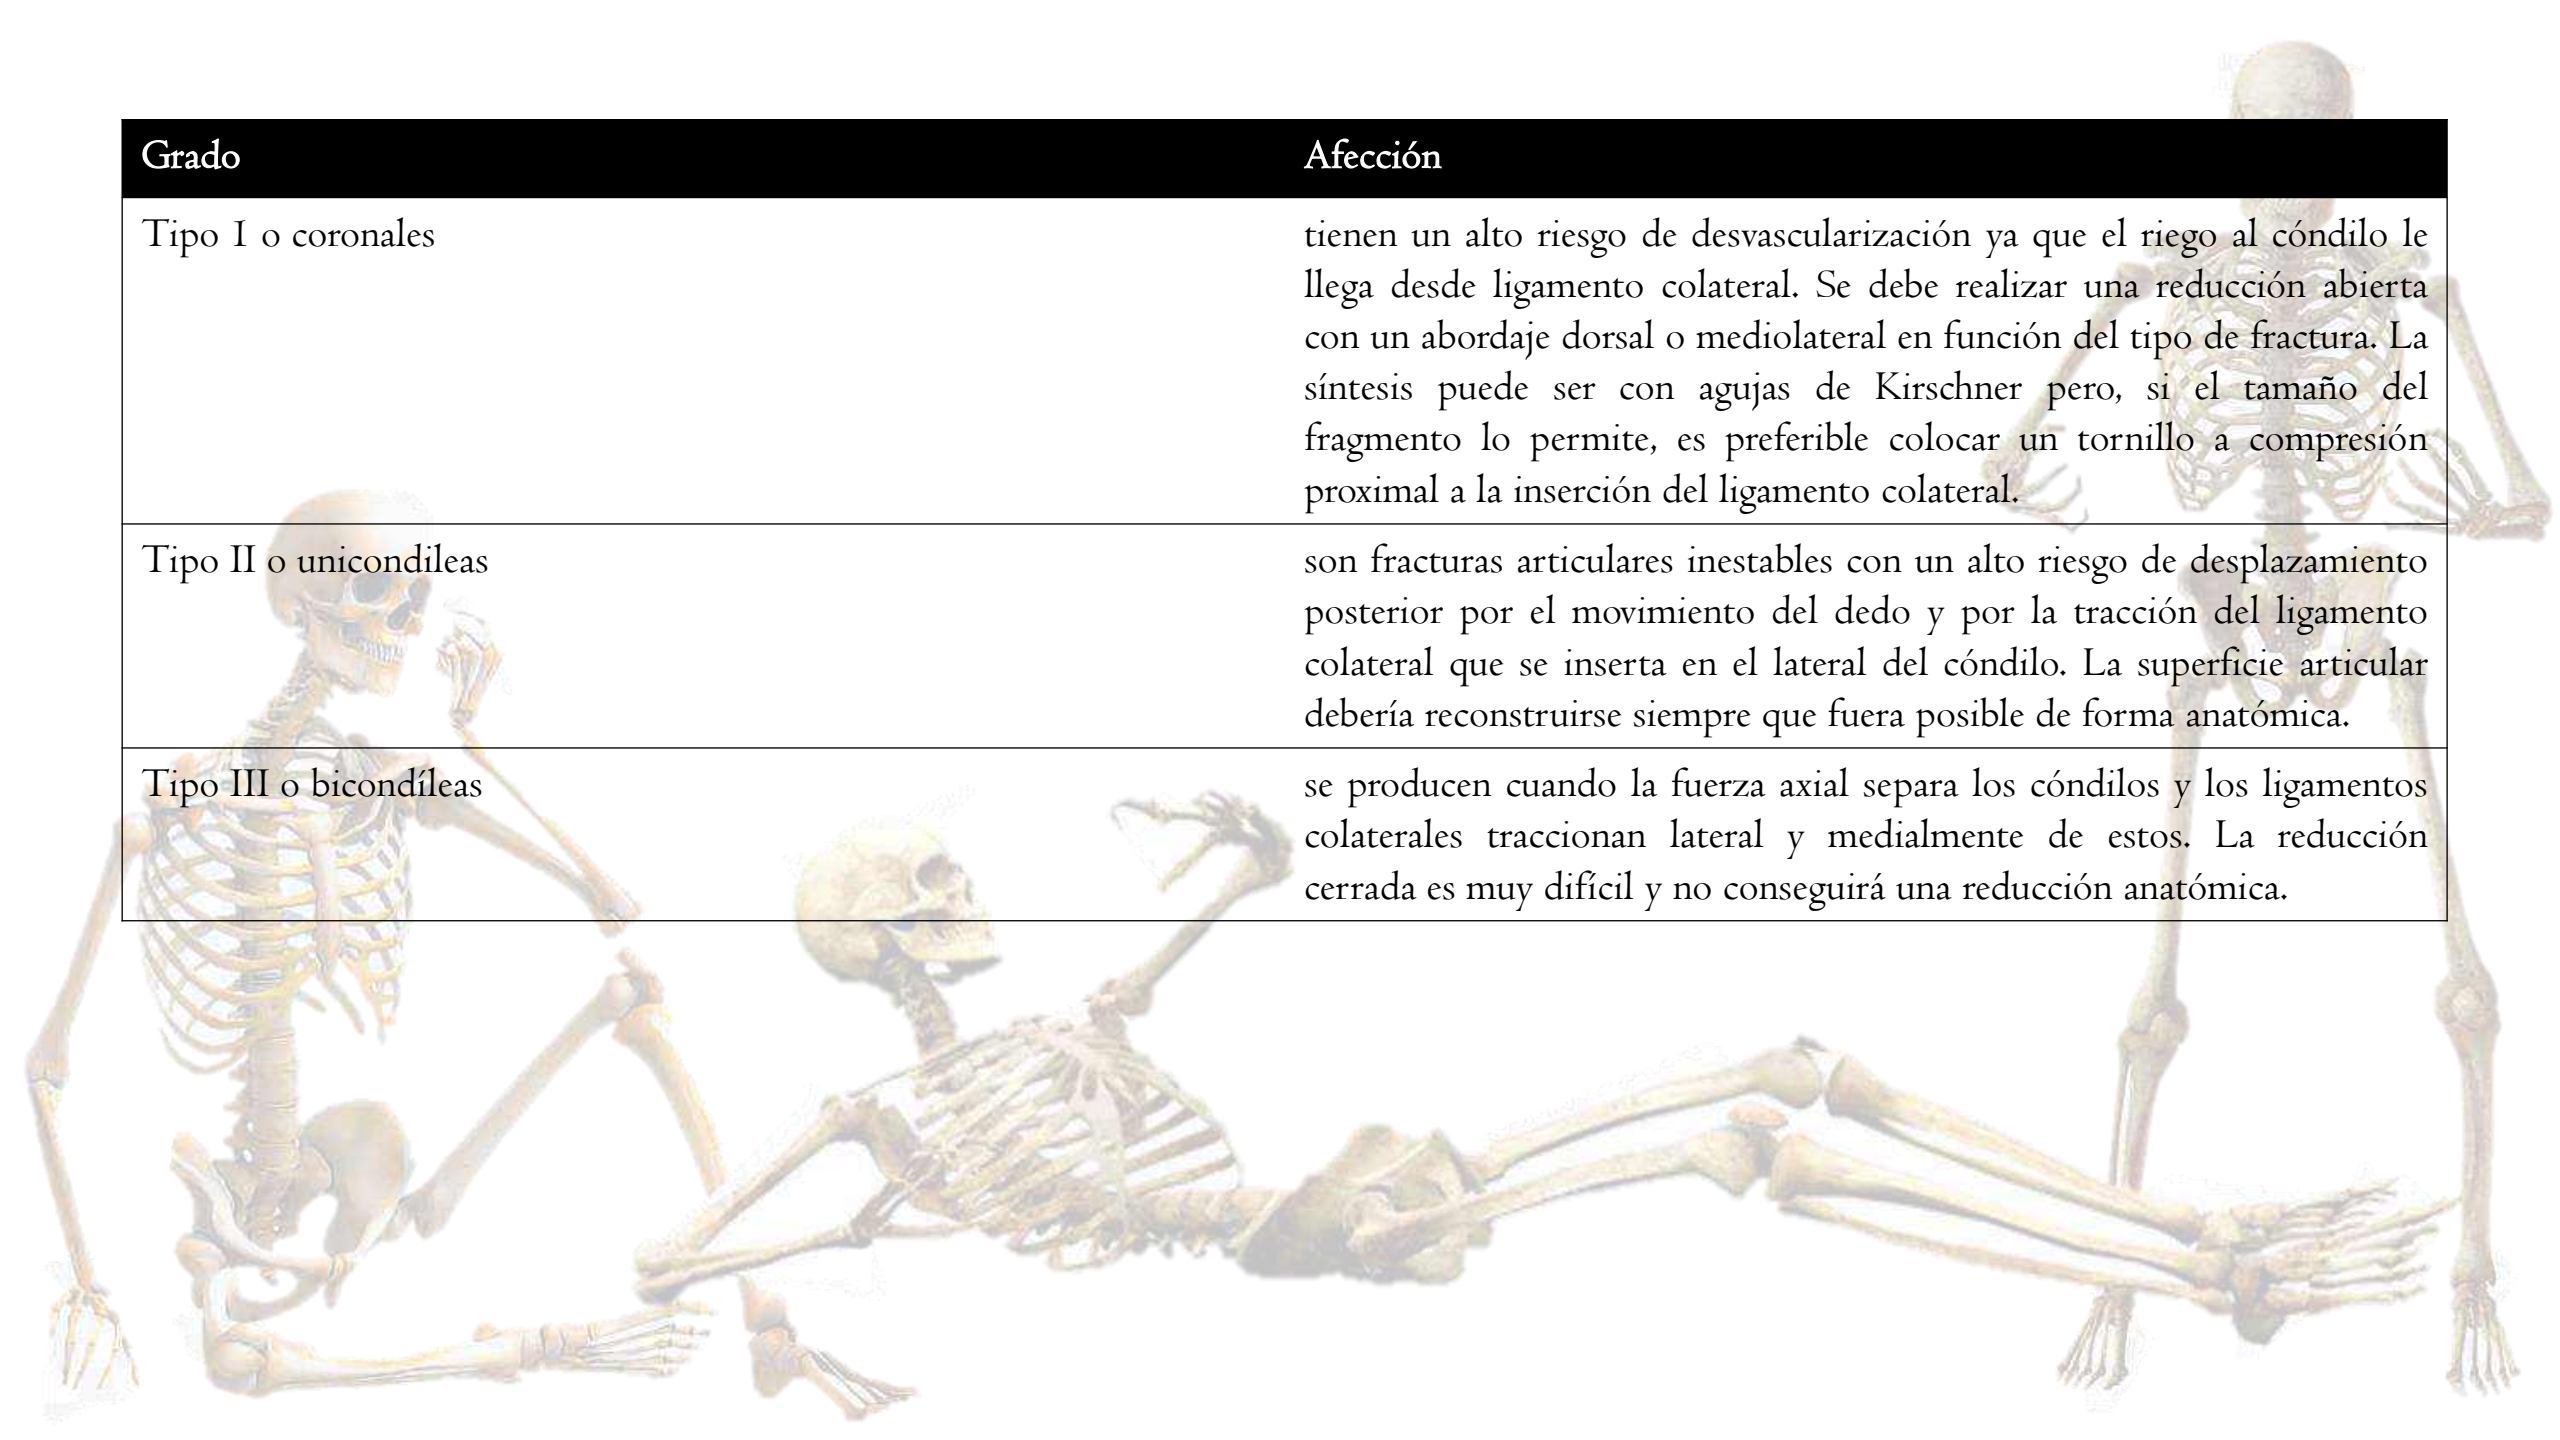 Grado
Afección
Tipo I o coronales
tienen un alto riesgo de desvascularización ya que el riego al cóndilo le
llega desde ligamento colateral. Se debe realizar una reducción abierta
con un abordaje dorsal o mediolateral en función del tipo de fractura. La
síntesis puede ser con agujas de Kirschner pero, si el tamaño del
fragmento lo permite, es preferible colocar un tornillo a compresión
proximal a la inserción del ligamento colateral.
Tipo II o unicondileas
son fracturas articulares inestables con un alto riesgo de desplazamiento
posterior por el movimiento del dedo y por la tracción del ligamento
colateral que se inserta en el lateral del cóndilo. La superficie articular
debería reconstruirse siempre que fuera posible de forma anatómica.
Tipo III o bicondíleas
se producen cuando la fuerza axial separa los cóndilos y los ligamentos
colaterales traccionan lateral y medialmente de estos. La reducción
cerrada es muy difícil y no conseguirá una reducción anatómica.